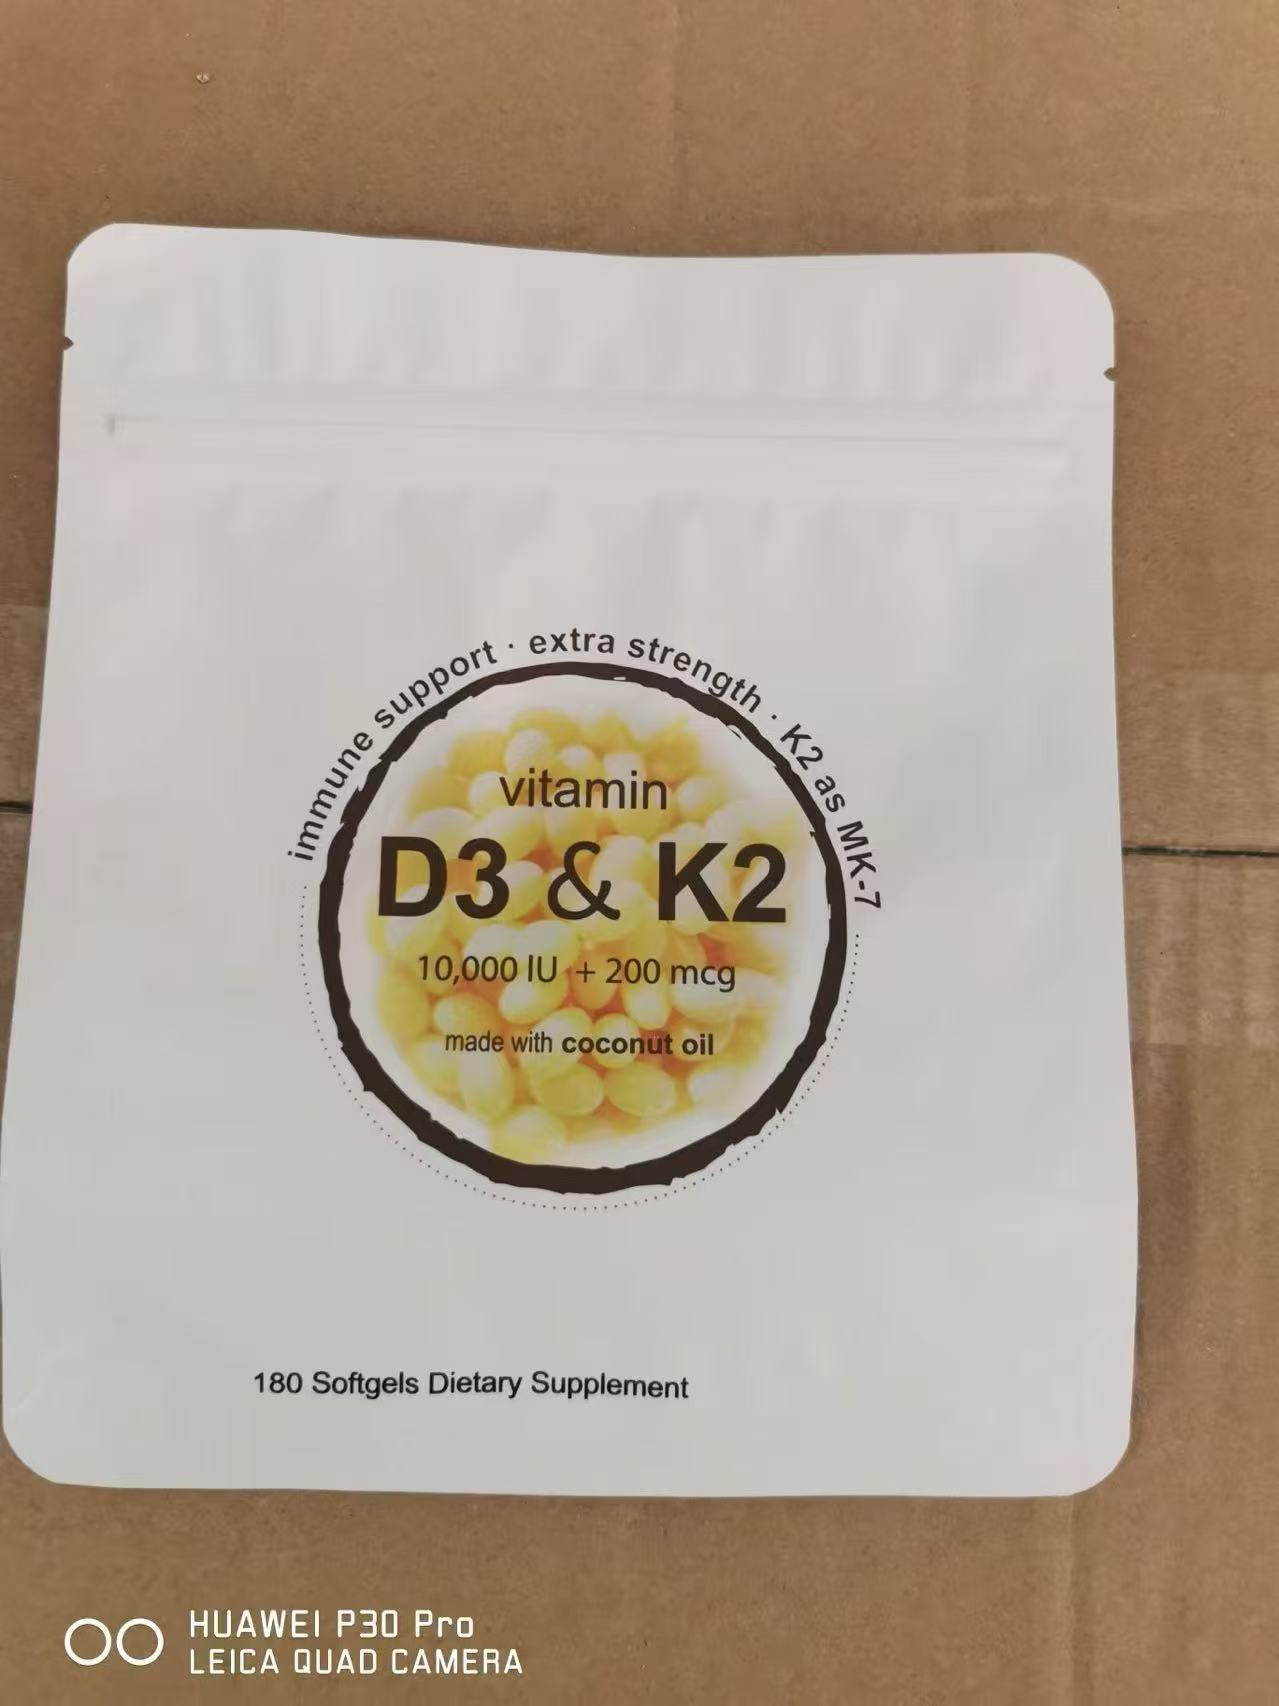 immune support · extra strength · K2 as MK-7
vitamin
D3 & K2
10,000 IU + 200 mcg
made with coconut oil
180 Softgels Dietary Supplement
HUAWEI P30 Pro
LEICA QUAD CAMERA